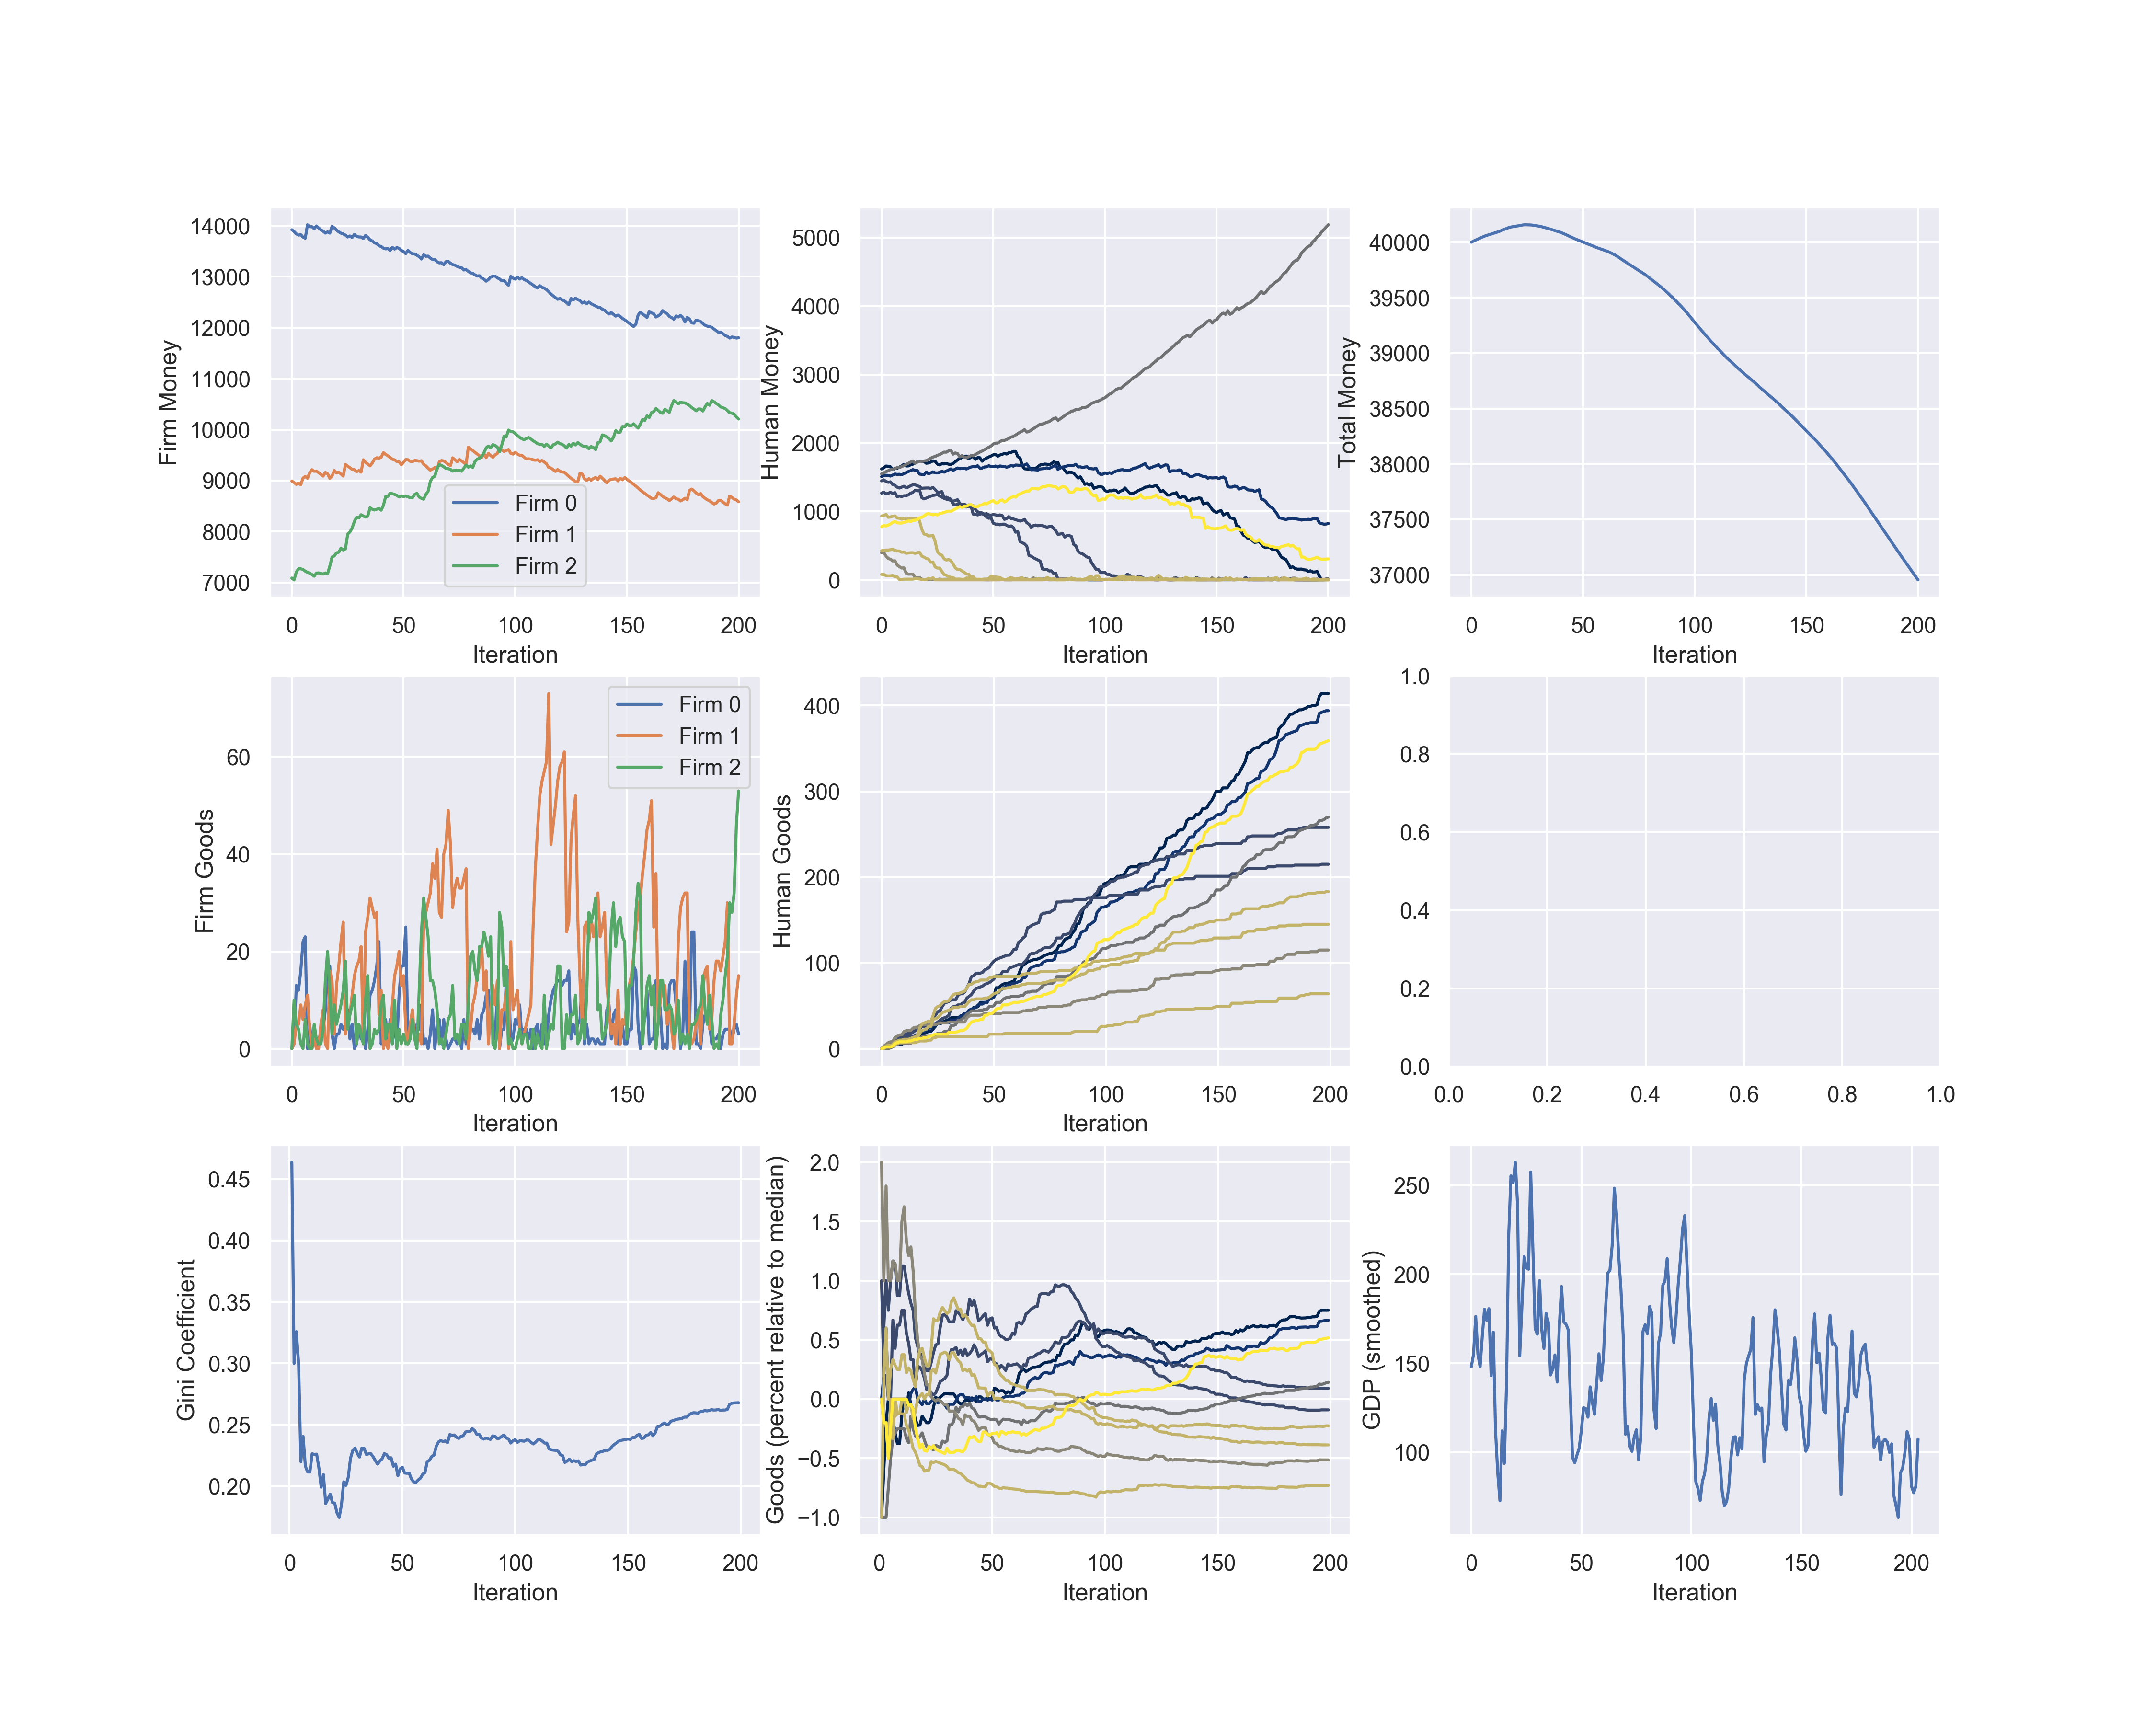 14000
13000
12000
11000
10000
9000
8000
7000
Firm Money
Firm 0
Firm 1
Firm 2
0 50 100 150 200
Iteration
5000
4000
3000
2000
1000
0
Human Money
0 50 100 150 200
Iteration
40000
39500
39000
38500
38000
37500
37000
Total Money
0 50 100 150 200
Iteration
60
40
20
0
Firm Goods
Firm 0
Firm 1
Firm 2
0 50 100 150 200
Iteration
400
300
200
100
0
Human Goods
0 50 100 150 200
Iteration
1.0
0.8
0.6
0.4
0.2
0.0
0.0 0.2 0.4 0.6 0.8 1.0
0.45
0.40
0.35
0.30
0.25
0.20
Gini Coefficient
0 50 100 150 200
Iteration
2.0
1.5
1.0
0.5
0.0
−0.5
−1.0
Goods (percent relative to median)
0 50 100 150 200
Iteration
250
200
150
100
GDP (smoothed)
0 50 100 150 200
Iteration